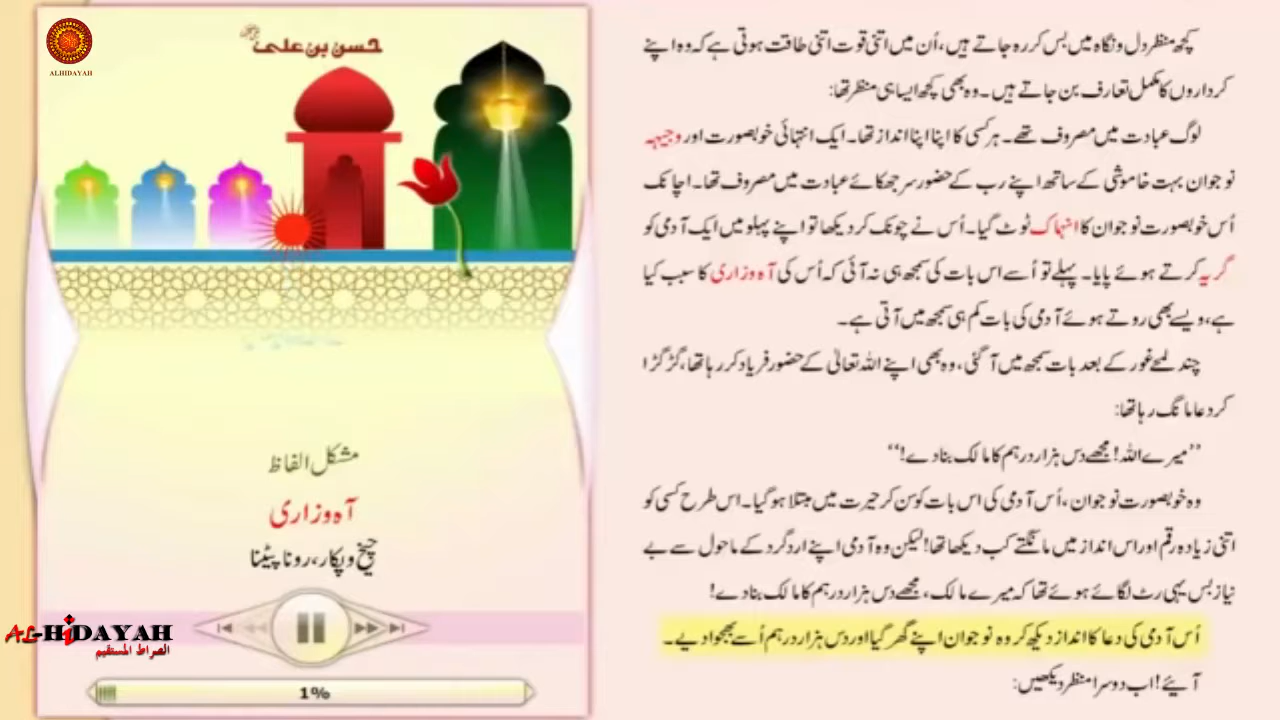 ALHIDAYAH
حسن بن علی
مشکل الفاظ
آہ وزاری
چیخ و پکار، رونا پیٹنا
AL-HIDAYAH
الصراط المستقیم
1%
کچھ منظر دل و نگاہ میں بس کر رہ جاتے ہیں، اُن میں اتنی قوت اتنی طاقت ہوتی ہے کہ وہ اپنے
کرداروں کا مکمل تعارف بن جاتے ہیں۔ وہ بھی کچھ ایسا ہی منظر تھا:
لوگ عبادت میں مصروف تھے۔ ہر کسی کا اپنا اپنا انداز تھا۔ ایک انتہائی خوبصورت اور وجیہہ
نوجوان بہت خاموشی کے ساتھ اپنے رب کے حضور سر جھکائے عبادت میں مصروف تھا۔ اچانک
اُس خوبصورت نوجوان کا انہماک ٹوٹ گیا۔ اُس نے چونک کر دیکھا تو اپنے پہلو میں ایک آدمی کو
گریہ کرتے ہوئے پایا۔ پہلے تو اُسے اس بات کی سمجھ ہی نہ آئی کہ اُس کی آہ وزاری کا سبب کیا
ہے، ویسے بھی روتے ہوئے آدمی کی بات کم ہی سمجھ میں آتی ہے۔
چند لمحے غور کے بعد بات سمجھ میں آ گئی، وہ بھی اپنے اللہ تعالیٰ کے حضور فریاد کر رہا تھا، گڑگڑا
کر دعا مانگ رہا تھا:
’’میرے اللہ! مجھے دس ہزار درہم کا مالک بنا دے!‘‘
وہ خوبصورت نوجوان، اُس آدمی کی اس بات کو سن کر حیرت میں مبتلا ہو گیا۔ اس طرح کسی کو
اتنی زیادہ رقم اور اس انداز میں مانگتے کب دیکھا تھا! لیکن وہ آدمی اپنے اردگرد کے ماحول سے بے
نیاز بس یہی رٹ لگائے ہوئے تھا کہ میرے مالک، مجھے دس ہزار درہم کا مالک بنا دے!
اُس آدمی کی دعا کا انداز دیکھ کر وہ نوجوان اپنے گھر گیا اور دس ہزار درہم اُسے بھجوا دیے۔
آیئے! اب دوسرا منظر دیکھیں: